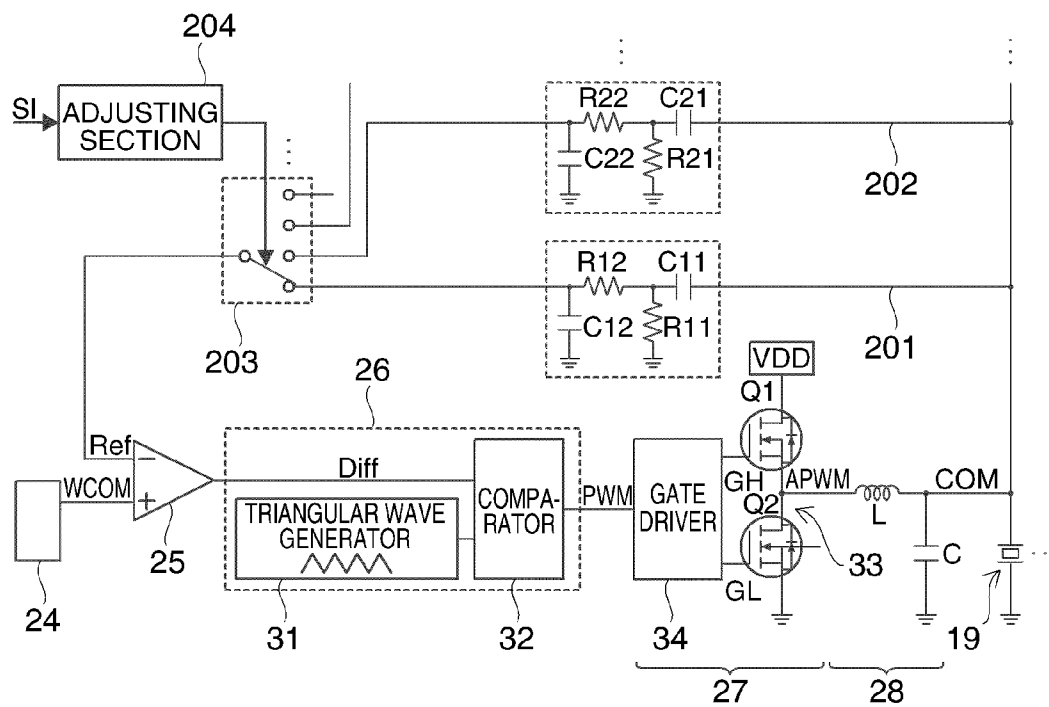 204
SI
ADJUSTING
SECTION
R22
C21
C22
R21
202
R12
C11
C12
R11
201
203
26
VDD
Q1
Ref
WCOM
Diff
25
24
TRIANGULAR WAVE
GENERATOR
31
COMPA-
RATOR
32
PWM
GATE
DRIVER
34
GH
APWM
Q2
GL
33
L
COM
C
19
27
28